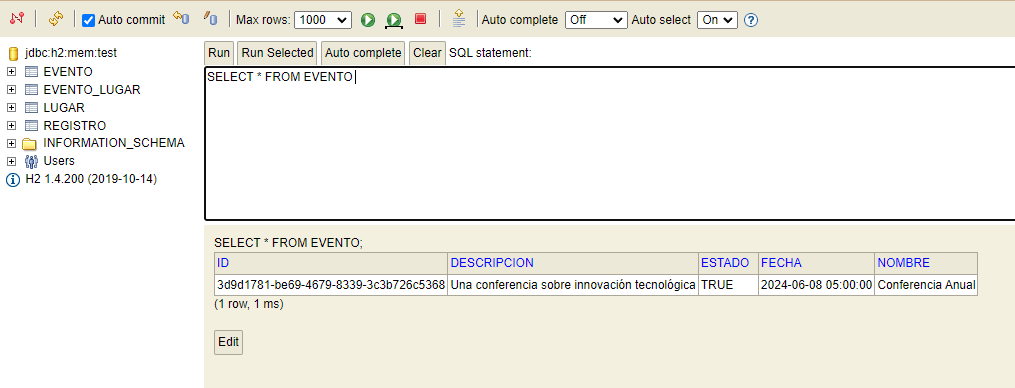 Auto commit Max rows: 1000 Auto complete Off Auto select On
jdbc:h2:mem:test
EVENTO
EVENTO_LUGAR
LUGAR
REGISTRO
INFORMATION_SCHEMA
Users
H2 1.4.200 (2019-10-14)
Run Run Selected Auto complete Clear SQL statement:
SELECT * FROM EVENTO
SELECT * FROM EVENTO;
ID DESCRIPCION ESTADO FECHA NOMBRE
3d9d1781-be69-4679-8339-3c3b726c5368 Una conferencia sobre innovación tecnológica TRUE 2024-06-08 05:00:00 Conferencia Anual
(1 row, 1 ms)
Edit